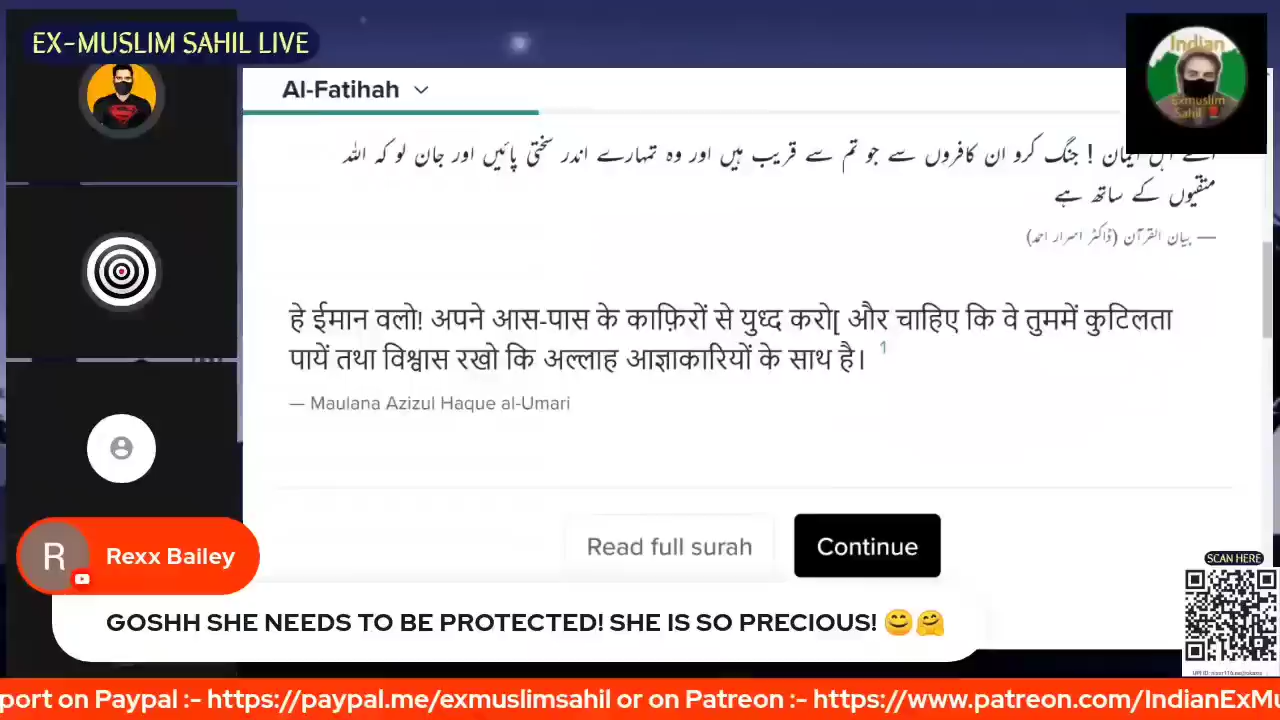 EX-MUSLIM SAHIL LIVE
Indian
Exmuslim
Sahil
Al-Fatihah
ایمان ! جنگ کرو ان کافروں سے جو تم سے قریب ہیں اور وہ تمہارے اندر سختی پائیں اور جان لو کہ اللہ
متقیوں کے ساتھ ہے
— بیان القرآن (ڈاکٹر اسرار احمد)
हे ईमान वलो! अपने आस-पास के काफ़िरों से युध्द करो[ और चाहिए कि वे तुममें कुटिलता
पायें तथा विश्वास रखो कि अल्लाह आज्ञाकारियों के साथ है। 1
— Maulana Azizul Haque al-Umari
Read full surah
Continue
SCAN HERE
R
Rexx Bailey
GOSHH SHE NEEDS TO BE PROTECTED! SHE IS SO PRECIOUS! 😊🤗
port on Paypal :- https://paypal.me/exmuslimsahil or on Patreon :- https://www.patreon.com/IndianExMu